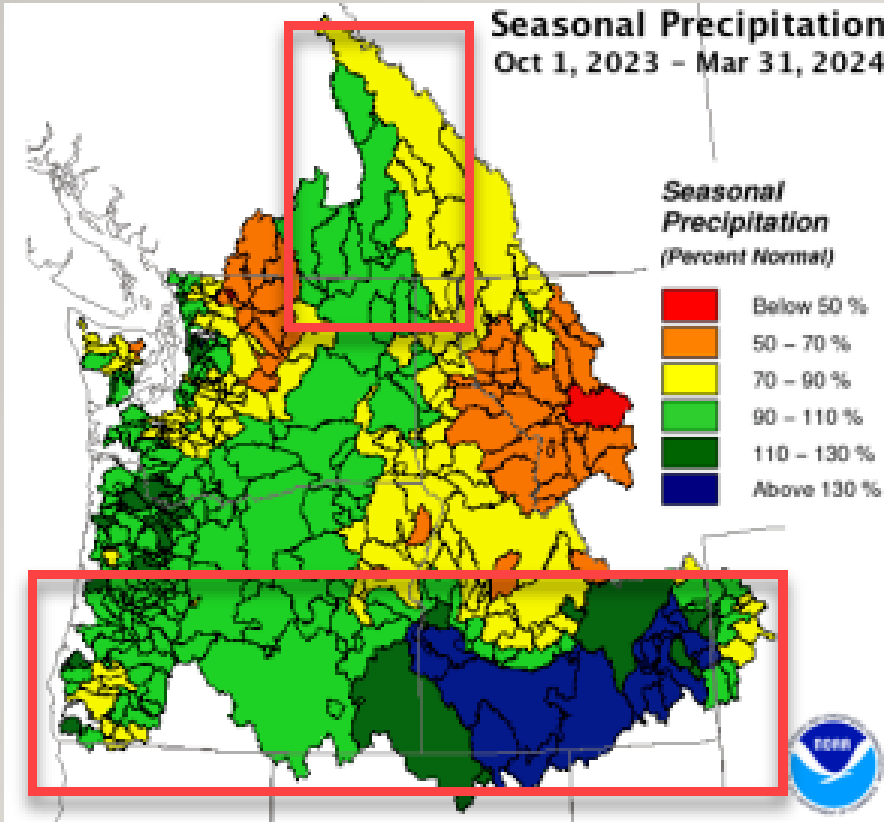 Seasonal Precipitation
Oct 1, 2023 – Mar 31, 2024
Seasonal
Precipitation
(Percent Normal)
Below 50 %
50 – 70 %
70 – 90 %
90 – 110 %
110 – 130 %
Above 130 %
NOAA